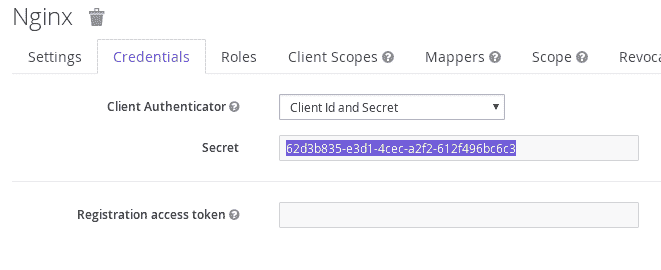 Nginx
Settings Credentials Roles Client Scopes Mappers Scope Revoca
Client Authenticator Client Id and Secret
Secret 62d3b835-e3d1-4cec-a2f2-612f496bc6c3
Registration access token